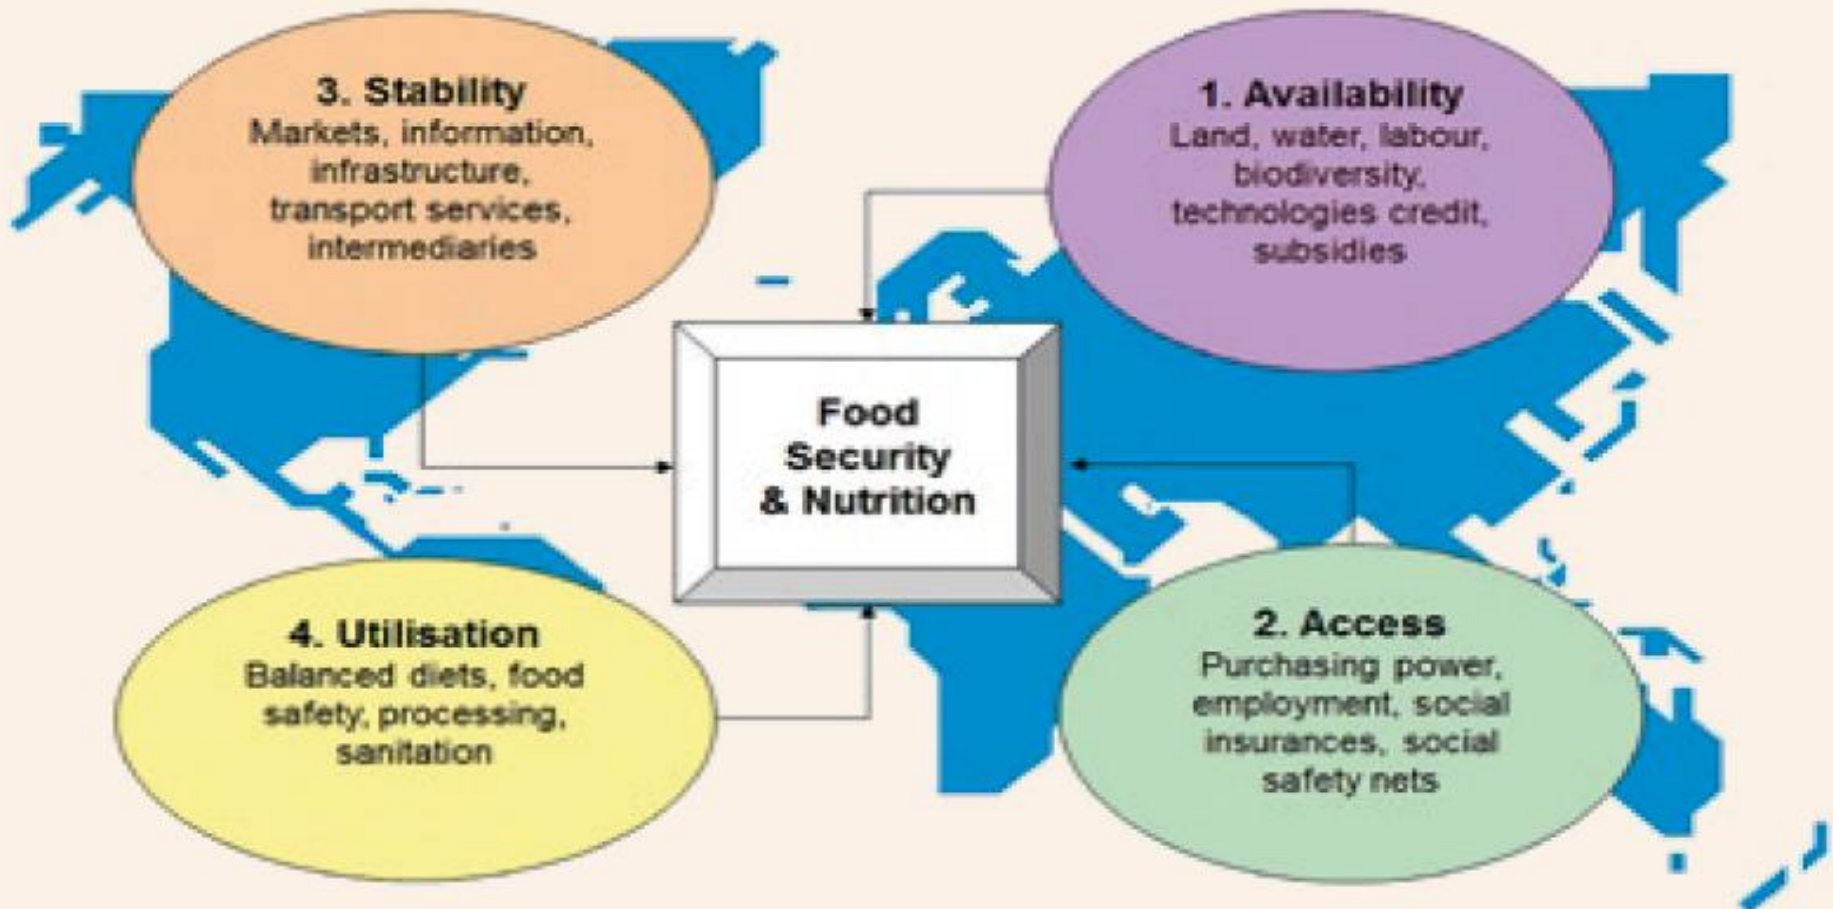 3. Stability
Markets, information,
infrastructure,
transport services,
intermediaries
1. Availability
Land, water, labour,
biodiversity,
technologies credit,
subsidies
Food
Security
& Nutrition
4. Utilisation
Balanced diets, food
safety, processing,
sanitation
2. Access
Purchasing power,
employment, social
insurances, social
safety nets